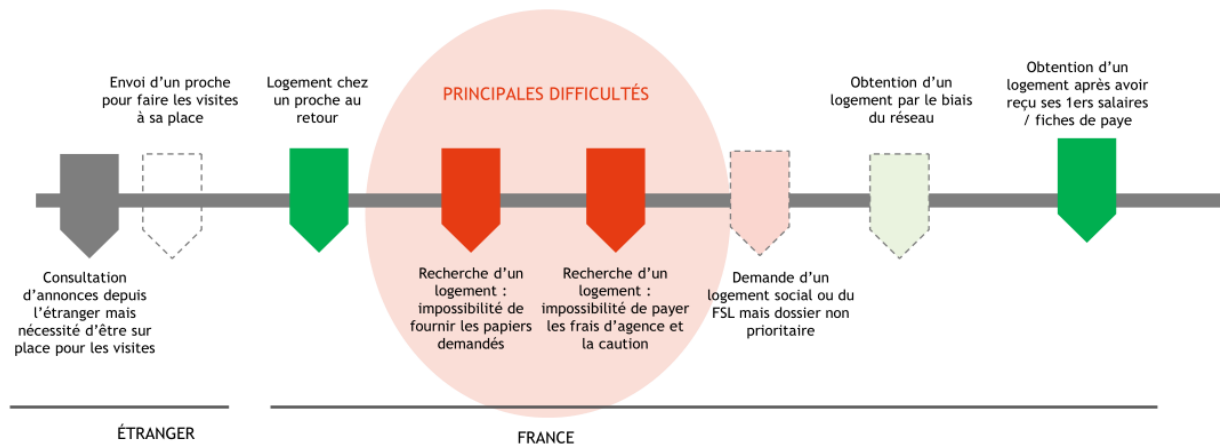 Envoi d’un proche
pour faire les visites
à sa place
Logement chez
un proche au
retour
PRINCIPALES DIFFICULTÉS
Obtention d’un
logement par le biais
du réseau
Obtention d’un
logement après avoir
reçu ses 1ers salaires
/ fiches de paye
Consultation
d’annonces depuis
l’étranger mais
nécessité d’être sur
place pour les visites
Recherche d’un
logement :
impossibilité de
fournir les papiers
demandés
Recherche d’un
logement :
impossibilité de payer
les frais d’agence et
la caution
Demande d’un
logement social ou du
FSL mais dossier non
prioritaire
ÉTRANGER
FRANCE